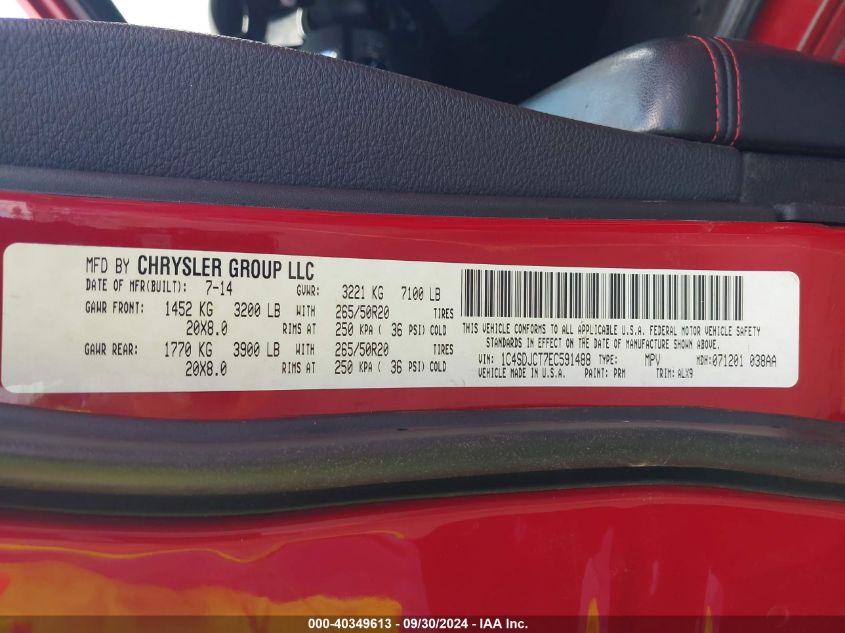 MFD BY CHRYSLER GROUP LLC
DATE OF MFR(BUILT): 7-14 GVWR: 3221 KG 7100 LB
GAWR FRONT: 1452 KG 3200 LB WITH 265/50R20 TIRES
20X8.0 RIMS AT 250 KPA ( 36 PSI) COLD
GAWR REAR: 1770 KG 3900 LB WITH 265/50R20 TIRES
20X8.0 RIMS AT 250 KPA ( 36 PSI) COLD
THIS VEHICLE CONFORMS TO ALL APPLICABLE U.S.A. FEDERAL MOTOR VEHICLE SAFETY
STANDARDS IN EFFECT ON THE DATE OF MANUFACTURE SHOWN ABOVE.
VIN: 1C4SDJCT7EC591488 TYPE: MPV MDH: 071201 038AA
VEHICLE MADE IN U.S.A. PAINT: PRM TRIM: ALX9
000-40349613 - 09/30/2024 - IAA Inc.